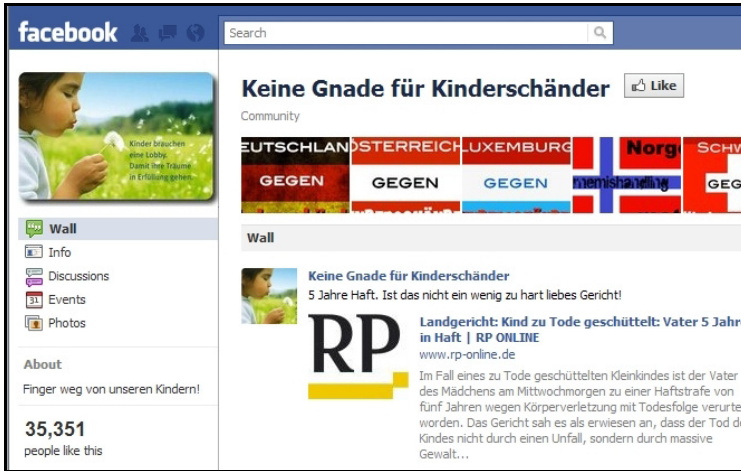 facebook
Search
Keine Gnade für Kinderschänder
Like
Community
Kinder brauchen
eine Lobby.
Damit ihre Träume
in Erfüllung gehen.
EUTSCHLAN
GEGEN
ÖSTERREICH
GEGEN
LUXEMBURG
GEGEN
Norge
SCHW
GEG
Wall
Info
Discussions
31 Events
Photos
About
Finger weg von unseren Kindern!
35,351
people like this
Wall
Keine Gnade für Kinderschänder
5 Jahre Haft. Ist das nicht ein wenig zu hart liebes Gericht!
RP
Landgericht: Kind zu Tode geschüttelt: Vater 5 Jahre
in Haft | RP ONLINE
www.rp-online.de
Im Fall eines zu Tode geschüttelten Kleinkindes ist der Vater
des Mädchens am Mittwochmorgen zu einer Haftstrafe von
fünf Jahren wegen Körperverletzung mit Todesfolge verurte
worden. Das Gericht sah es als erwiesen an, dass der Tod de
Kindes nicht durch einen Unfall, sondern durch massive
Gewalt...